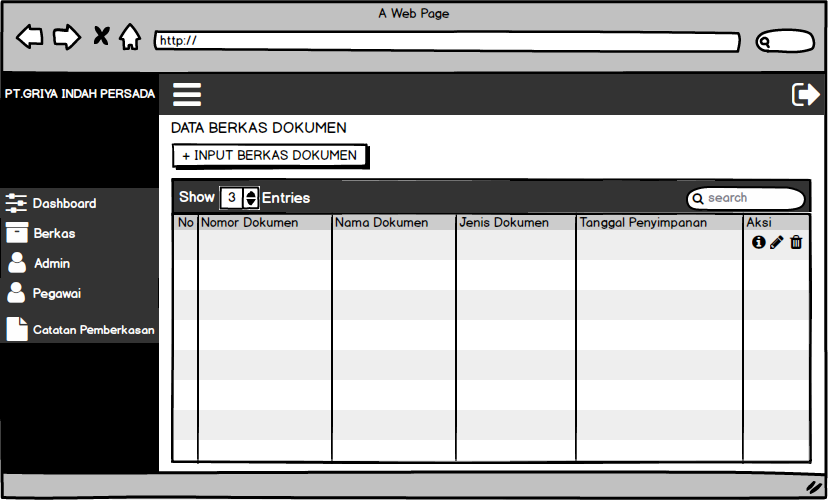 A Web Page
http://
PT.GRIYA INDAH PERSADA
DATA BERKAS DOKUMEN
+ INPUT BERKAS DOKUMEN
Show 3 Entries
search
No Nomor Dokumen Nama Dokumen Jenis Dokumen Tanggal Penyimpanan Aksi
Dashboard
Berkas
Admin
Pegawai
Catatan Pemberkasan